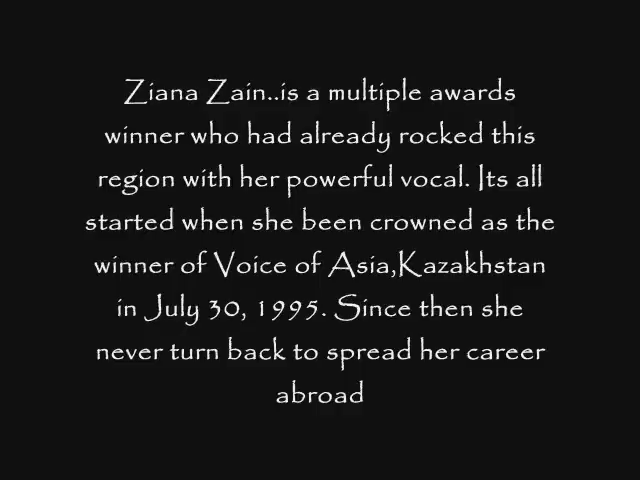 Ziana Zain..is a multiple awards
winner who had already rocked this
region with her powerful vocal. Its all
started when she been crowned as the
winner of Voice of Asia,Kazakhstan
in July 30, 1995. Since then she
never turn back to spread her career
abroad